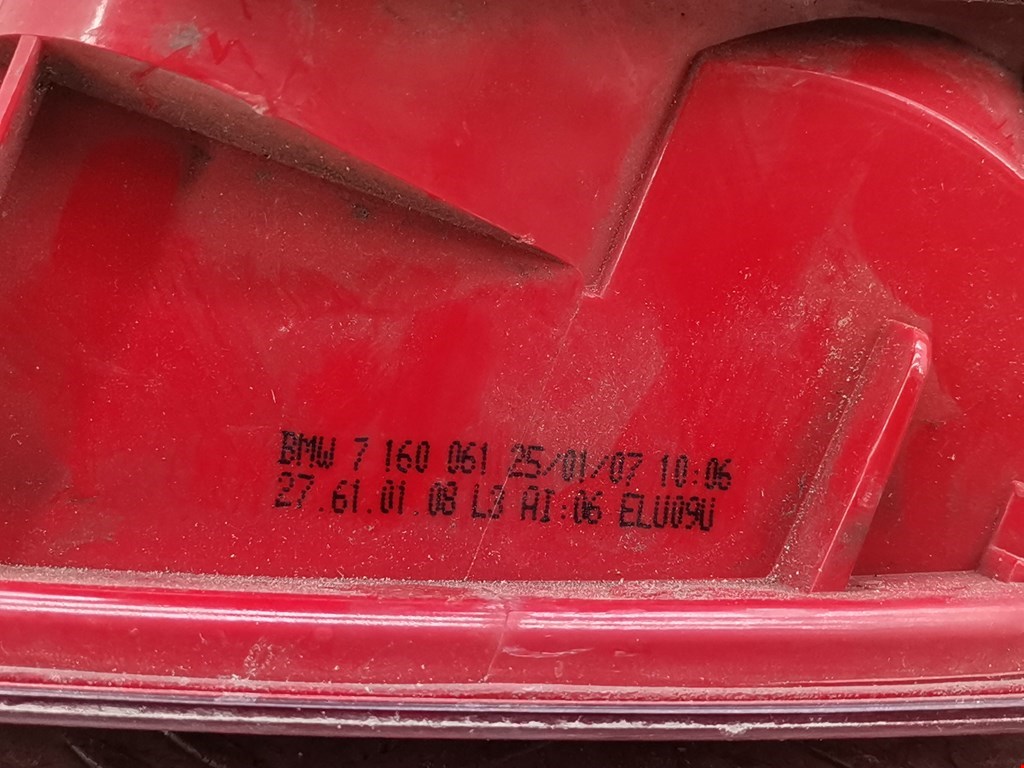 BMW 7 160 061 25/01/07 10:06
27.61.01.08 L3 AI:06 ELU09U